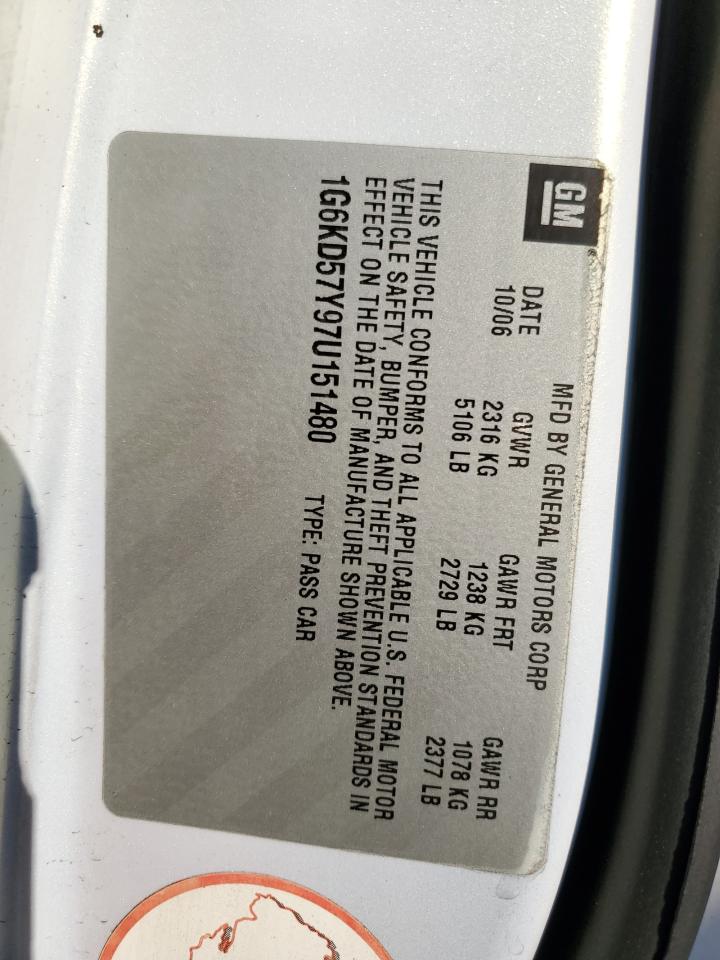 GM
MFD BY GENERAL MOTORS CORP
DATE GVWR GAWR FRT GAWR RR
10/06 2316 KG 1238 KG 1078 KG
5106 LB 2729 LB 2377 LB
THIS VEHICLE CONFORMS TO ALL APPLICABLE U.S. FEDERAL MOTOR
VEHICLE SAFETY, BUMPER, AND THEFT PREVENTION STANDARDS IN
EFFECT ON THE DATE OF MANUFACTURE SHOWN ABOVE.
1G6KD57Y97U151480 TYPE: PASS CAR